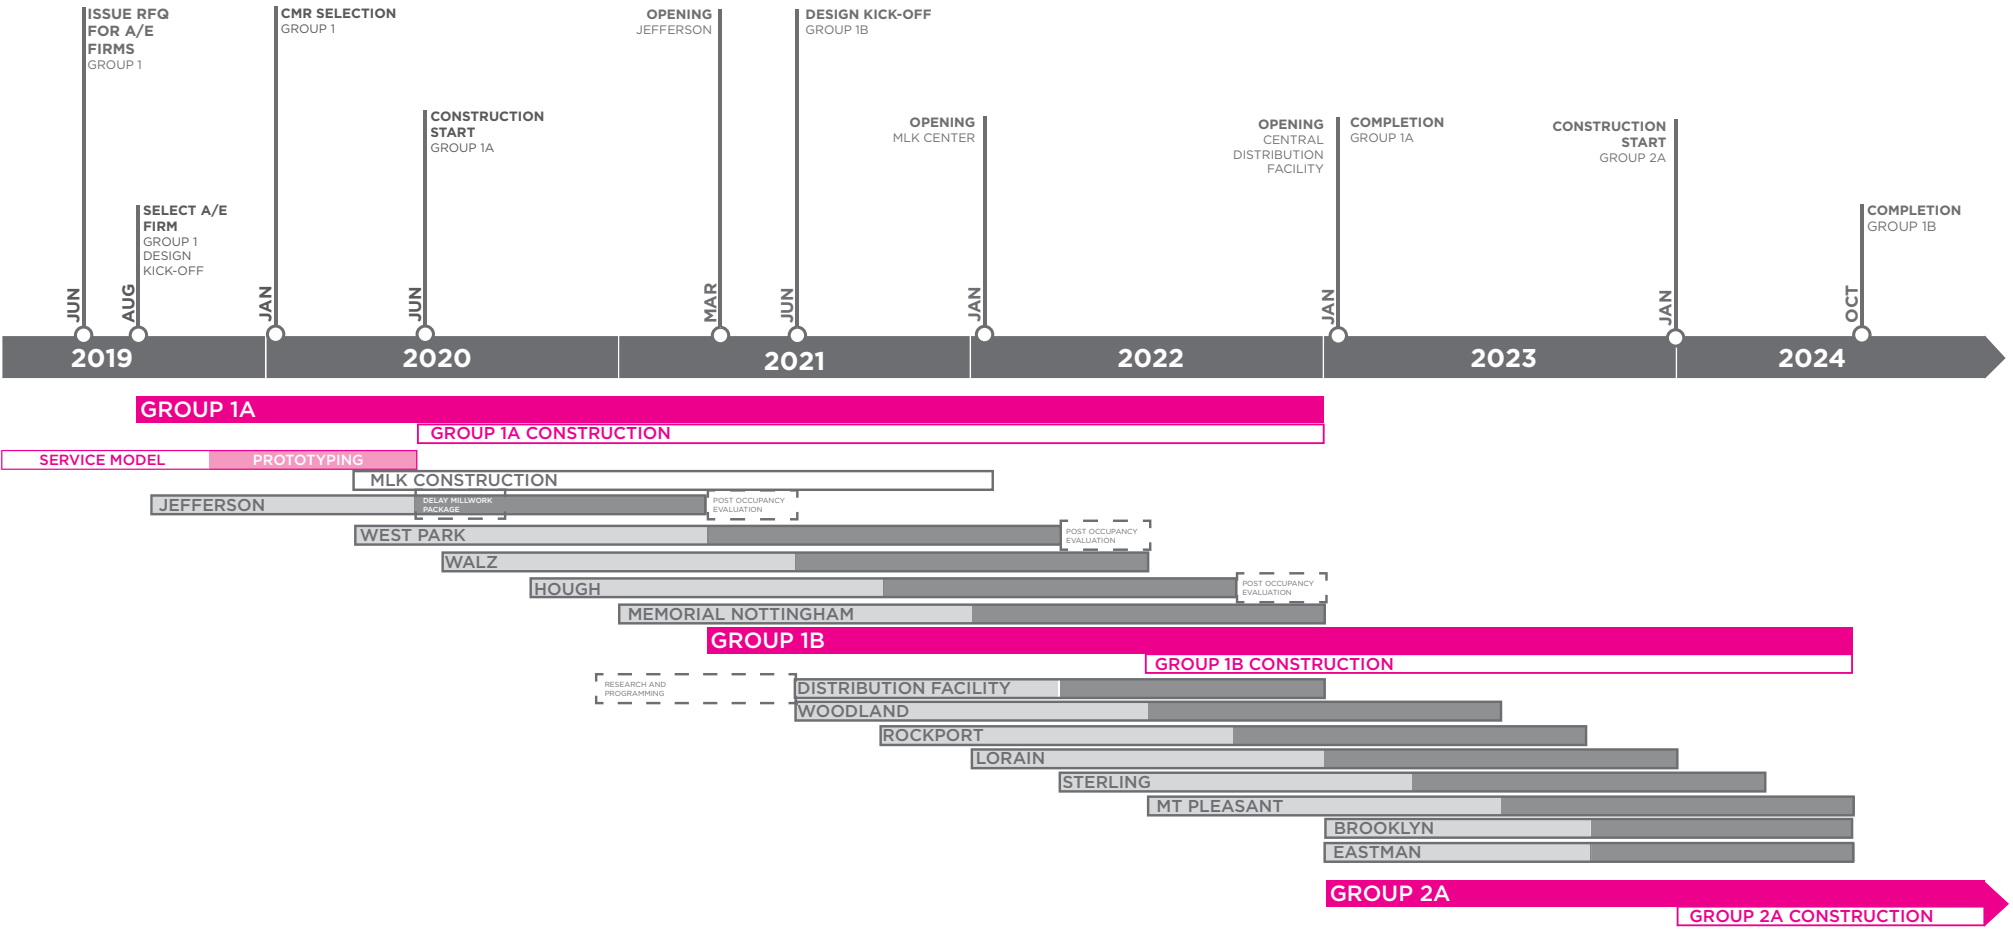 ISSUE RFQ
FOR A/E
FIRMS
GROUP 1
CMR SELECTION
GROUP 1
OPENING
JEFFERSON
DESIGN KICK-OFF
GROUP 1B
CONSTRUCTION
START
GROUP 1A
OPENING
MLK CENTER
OPENING
CENTRAL
DISTRIBUTION
FACILITY
COMPLETION
GROUP 1A
CONSTRUCTION
START
GROUP 2A
SELECT A/E
FIRM
GROUP 1
DESIGN
KICK-OFF
COMPLETION
GROUP 1B
JUN
AUG
JAN
JUN
MAR
JUN
JAN
JAN
JAN
OCT
2019
2020
2021
2022
2023
2024
GROUP 1A
GROUP 1A CONSTRUCTION
SERVICE MODEL
PROTOTYPING
MLK CONSTRUCTION
JEFFERSON
DELAY MILLWORK
PACKAGE
POST OCCUPANCY
EVALUATION
WEST PARK
POST OCCUPANCY
EVALUATION
WALZ
HOUGH
POST OCCUPANCY
EVALUATION
MEMORIAL NOTTINGHAM
GROUP 1B
GROUP 1B CONSTRUCTION
RESEARCH AND
PROGRAMMING
DISTRIBUTION FACILITY
WOODLAND
ROCKPORT
LORAIN
STERLING
MT PLEASANT
BROOKLYN
EASTMAN
GROUP 2A
GROUP 2A CONSTRUCTION